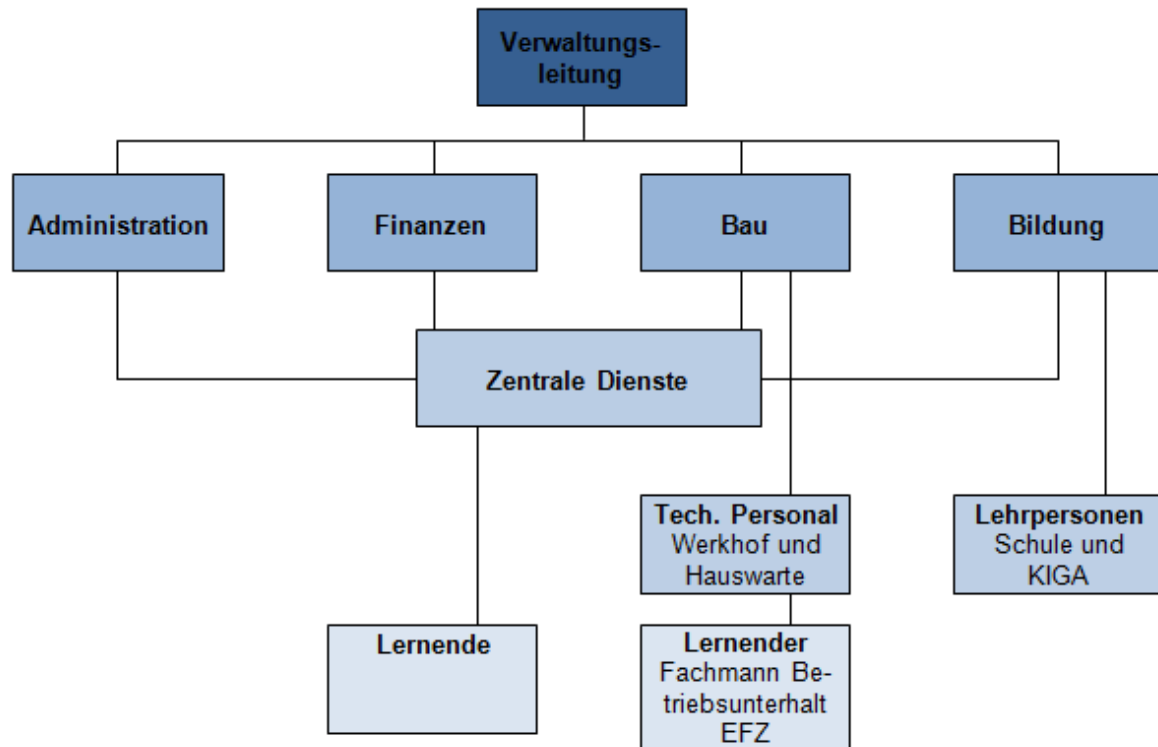 Verwaltungs-
leitung
Administration
Finanzen
Bau
Bildung
Zentrale Dienste
Tech. Personal
Werkhof und
Hauswarte
Lehrpersonen
Schule und
KIGA
Lernende
Lernender
Fachmann Be-
triebsunterhalt
EFZ